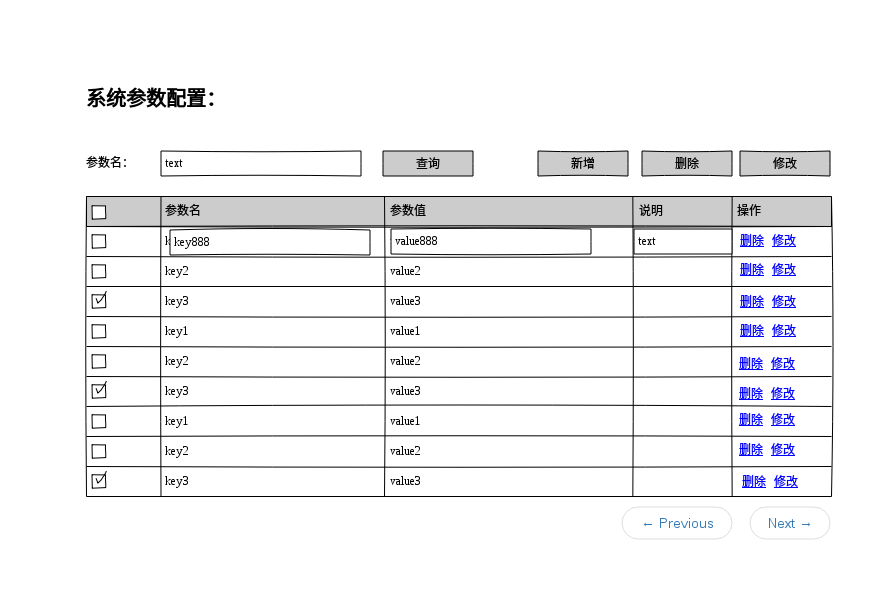 系统参数配置：
参数名： text 查询 新增 删除 修改
参数名 参数值 说明 操作
k key888 value888 text 删除 修改
key2 value2 删除 修改
key3 value3 删除 修改
key1 value1 删除 修改
key2 value2 删除 修改
key3 value3 删除 修改
key1 value1 删除 修改
key2 value2 删除 修改
key3 value3 删除 修改
← Previous Next →